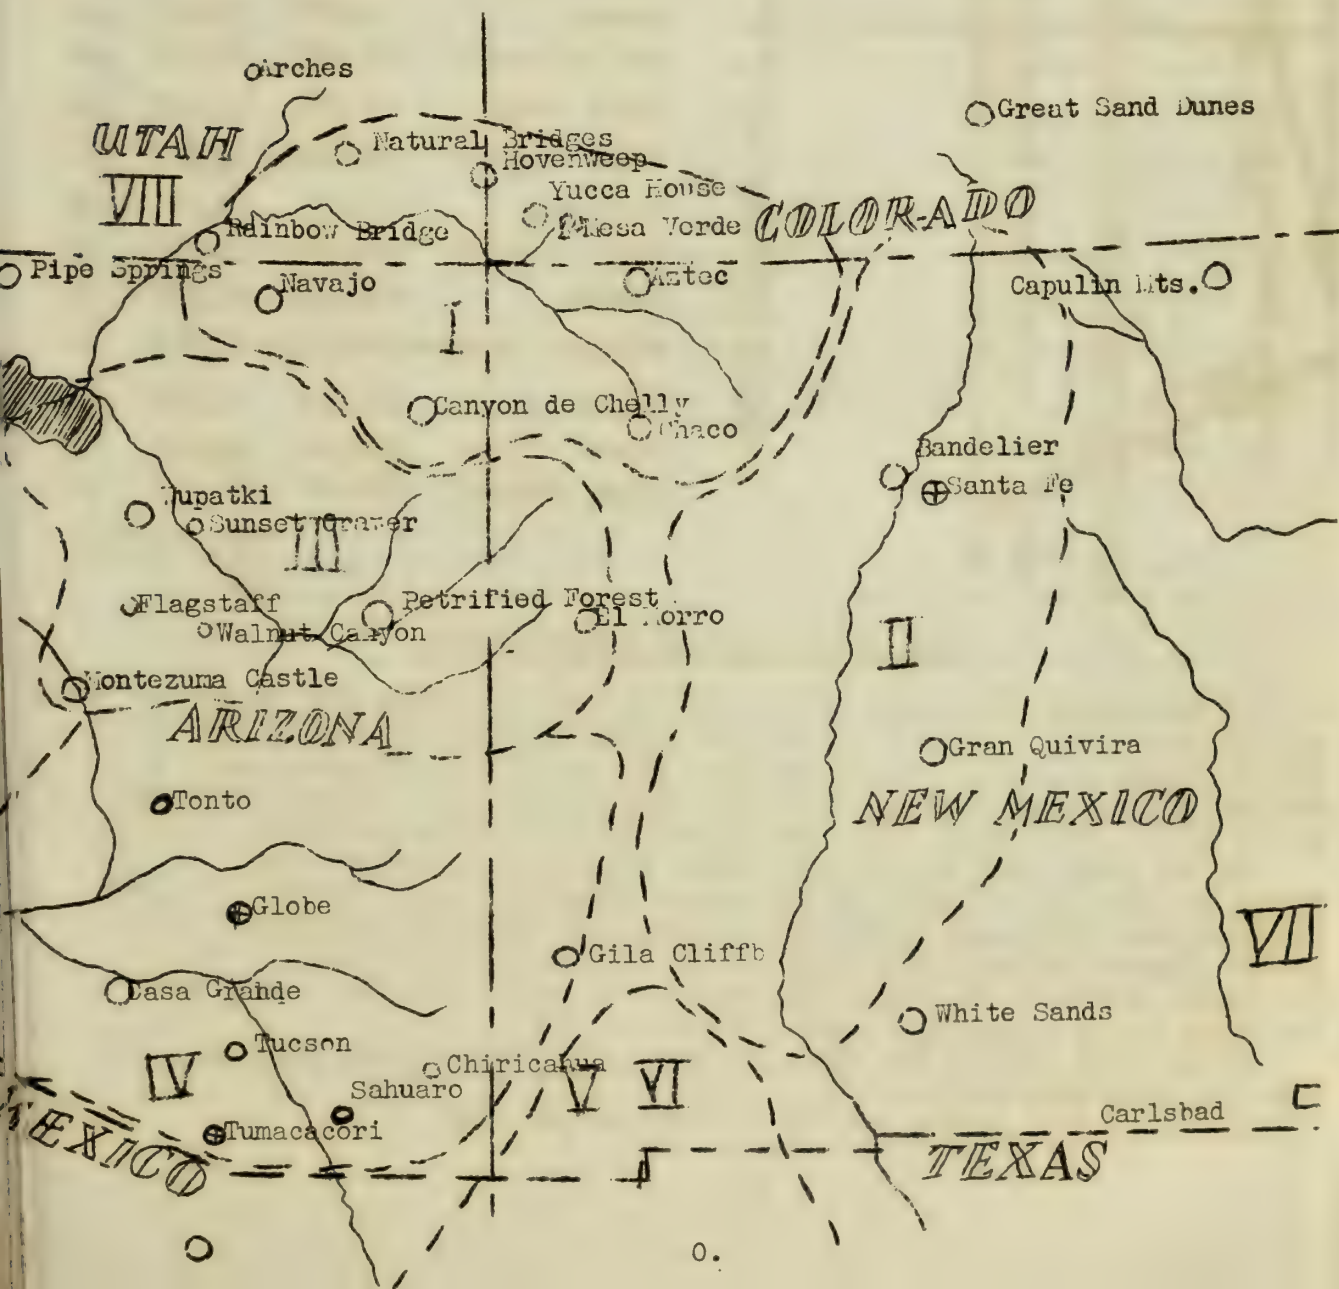 Arches
Great Sand Dunes
UTAH
Natural Bridges
Hovenweep
VIII
Yucca House
COLORADO
Rainbow Bridge
Mesa Verde
Pipe Springs
Navajo
Aztec
Capulin Mts.
I
Canyon de Chelly
Chaco
Bandelier
Santa Fe
Wupatki
Sunset Crater
III
Flagstaff
Petrified Forest
El Morro
Walnut Canyon
II
Montezuma Castle
ARIZONA
Gran Quivira
Tonto
NEW MEXICO
Globe
VII
Gila Cliff
Casa Grande
White Sands
Tucson
Chiricahua
IV
Sahuaro
V
VI
Carlsbad
Tumacacori
MEXICO
TEXAS
O.